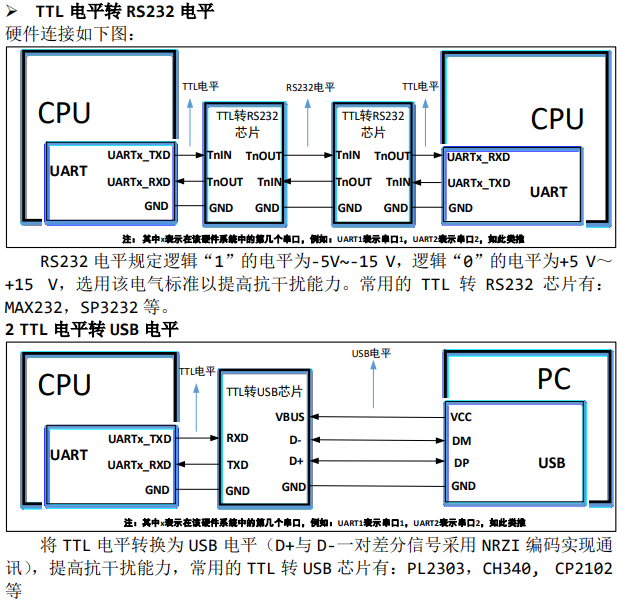 ➢ TTL 电平转 RS232 电平
硬件连接如下图:
TTL电平 RS232电平 TTL电平
CPU TTL转RS232 TTL转RS232 CPU
芯片 芯片
UART UARTx_TXD TnIN TnOUT TnIN TnOUT UARTx_RXD
UARTx_RXD TnOUT TnIN TnOUT TnIN UARTx_TXD UART
GND GND GND GND GND GND
注: 其中x表示在该硬件系统中的第几个串口, 例如: UART1表示串口1, UART2表示串口2, 如此类推
RS232 电平规定逻辑“1”的电平为-5V~-15 V, 逻辑“0”的电平为+5 V～
+15 V, 选用该电气标准以提高抗干扰能力。常用的 TTL 转 RS232 芯片有:
MAX232, SP3232 等。
2 TTL 电平转 USB 电平
TTL电平 USB电平
CPU TTL转USB芯片 PC
VBUS VCC
UART UARTx_TXD RXD D- DM
UARTx_RXD TXD D+ DP USB
GND GND GND GND
注: 其中x表示在该硬件系统中的第几个串口, 例如: UART1表示串口1, UART2表示串口2, 如此类推
将 TTL 电平转换为 USB 电平（D+与 D-一对差分信号采用 NRZI 编码实现通
讯）, 提高抗干扰能力, 常用的 TTL 转 USB 芯片有: PL2303, CH340, CP2102
等